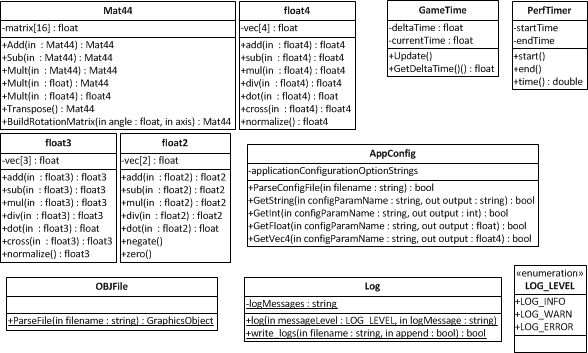 Mat44
-matrix[16] : float
+Add(in : Mat44) : Mat44
+Sub(in : Mat44) : Mat44
+Mult(in : Mat44) : Mat44
+Mult(in : float) : Mat44
+Mult(in : float4) : float4
+Transpose() : Mat44
+BuildRotationMatrix(in angle : float, in axis) : Mat44
float4
-vec[4] : float
+add(in : float4) : float4
+sub(in : float4) : float4
+mul(in : float4) : float4
+div(in : float4) : float4
+dot(in : float4) : float
+cross(in : float4) : float4
+normalize() : float4
GameTime
-deltaTime : float
-currentTime : float
+Update()
+GetDeltaTime()() : float
PerfTimer
-startTime
-endTime
+start()
+end()
+time() : double
float3
-vec[3] : float
+add(in : float3) : float3
+sub(in : float3) : float3
+mul(in : float3) : float3
+div(in : float3) : float3
+dot(in : float3) : float
+cross(in : float3) : float3
+normalize() : float3
float2
-vec[2] : float
+add(in : float2) : float2
+sub(in : float2) : float2
+mul(in : float2) : float2
+div(in : float2) : float2
+dot(in : float2) : float
+negate()
+zero()
AppConfig
-applicationConfigurationOptionStrings
+ParseConfigFile(in filename : string) : bool
+GetString(in configParamName : string, out output : string) : bool
+GetInt(in configParamName : string, out output : int) : bool
+GetFloat(in configParamName : string, out output : float) : bool
+GetVec4(in configParamName : string, out output : float4) : bool
OBJFile
+ParseFile(in filename : string) : GraphicsObject
Log
-logMessages : string
+log(in messageLevel : LOG_LEVEL, in logMessage : string)
+write_logs(in filename : string, in append : bool) : bool
«enumeration»
LOG_LEVEL
+LOG_INFO
+LOG_WARN
+LOG_ERROR